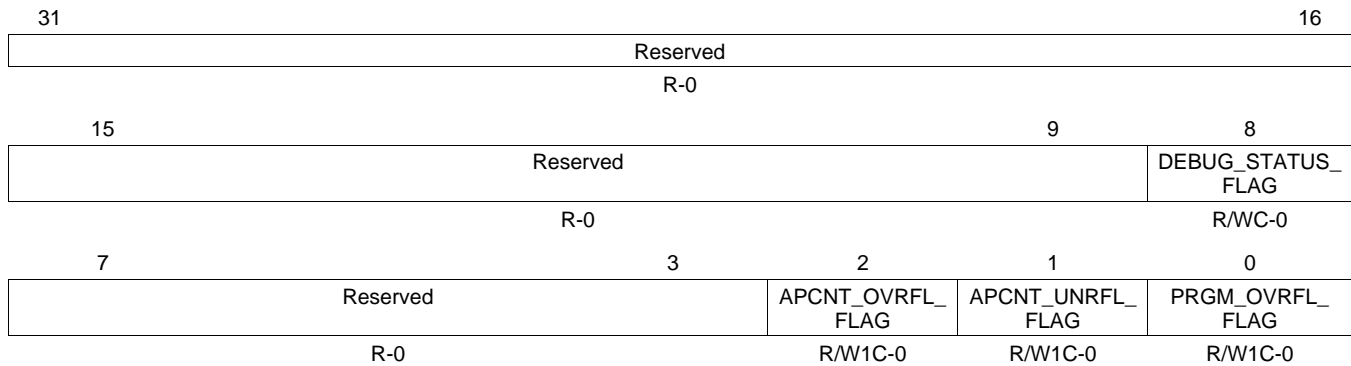 31 16
Reserved
R-0
15 9 8
Reserved DEBUG_STATUS_
FLAG
R-0 R/WC-0
7 3 2 1 0
Reserved APCNT_OVRFL_ APCNT_UNRFL_ PRGM_OVRFL_
FLAG FLAG FLAG
R-0 R/W1C-0 R/W1C-0 R/W1C-0